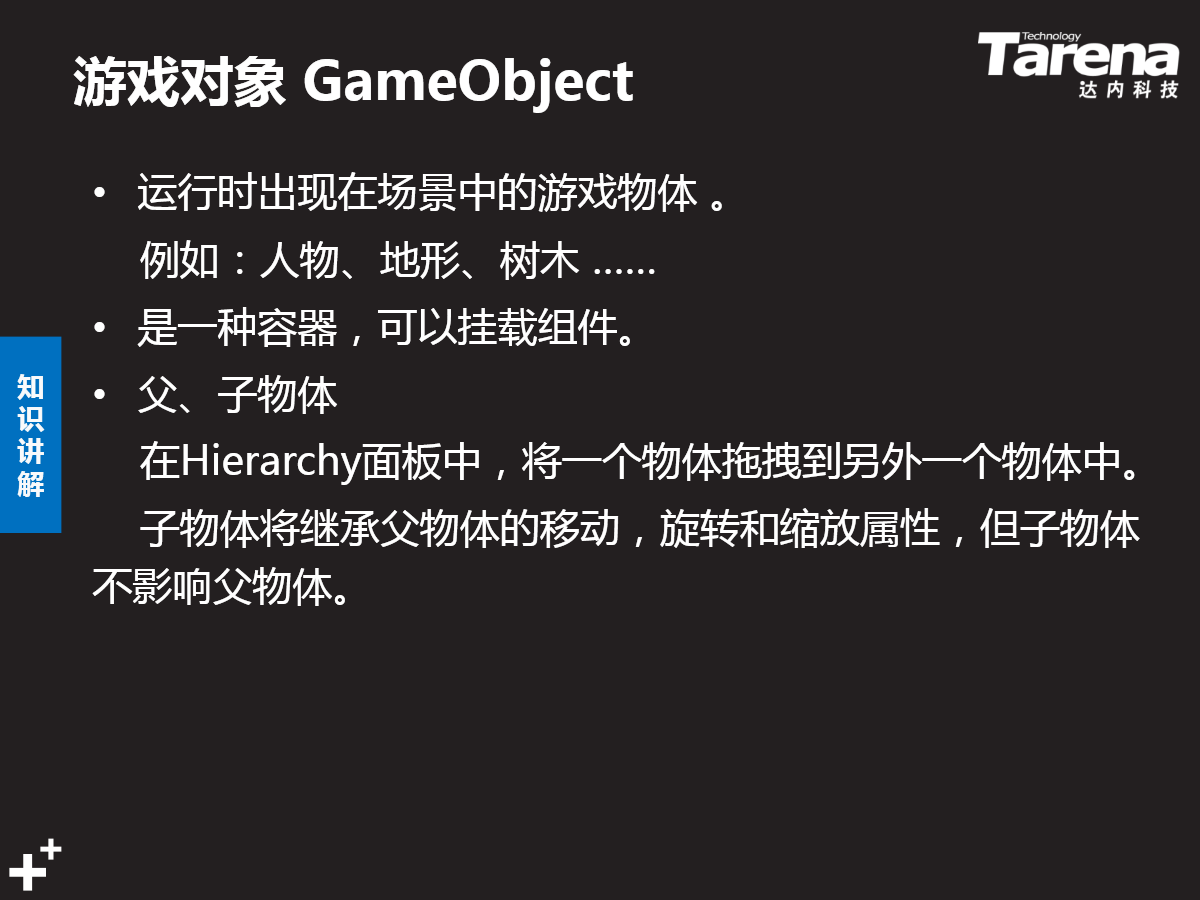 游戏对象 GameObject
Technology
Tarena
达内科技
• 运行时出现在场景中的游戏物体 。
例如：人物、地形、树木 ......
• 是一种容器，可以挂载组件。
• 父、子物体
在Hierarchy面板中，将一个物体拖拽到另外一个物体中。
子物体将继承父物体的移动，旋转和缩放属性，但子物体
不影响父物体。
知
识
讲
解